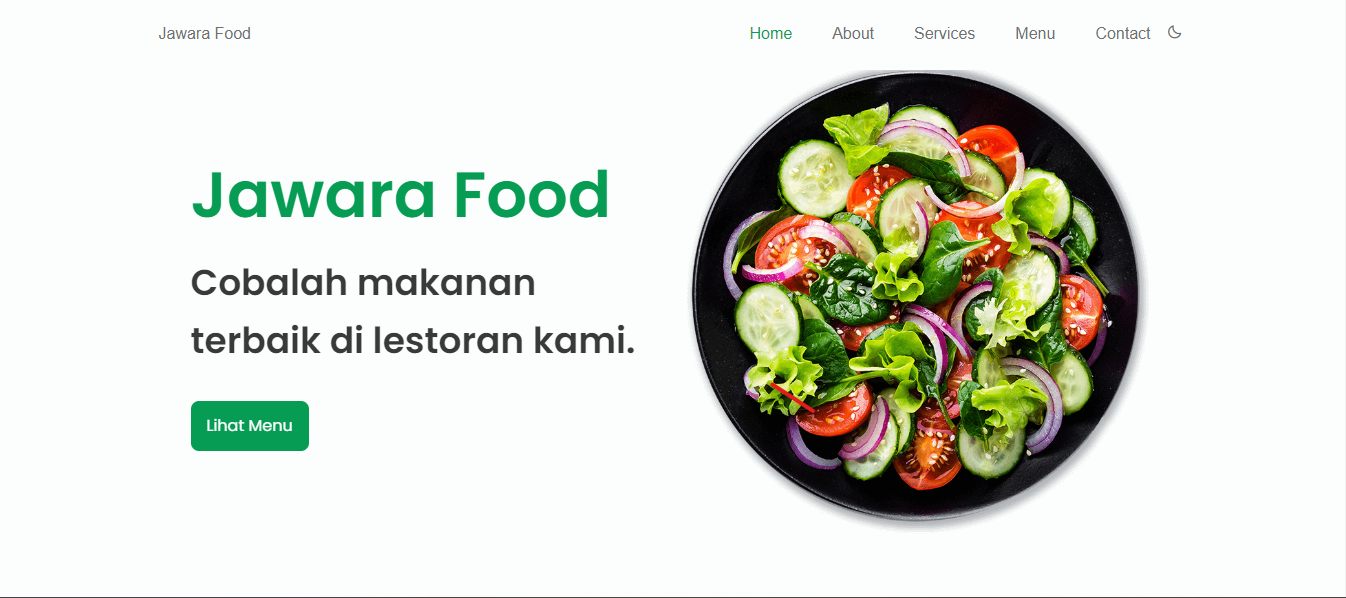 Jawara Food
Home About Services Menu Contact
Jawara Food
Cobalah makanan
terbaik di lestoran kami.
Lihat Menu